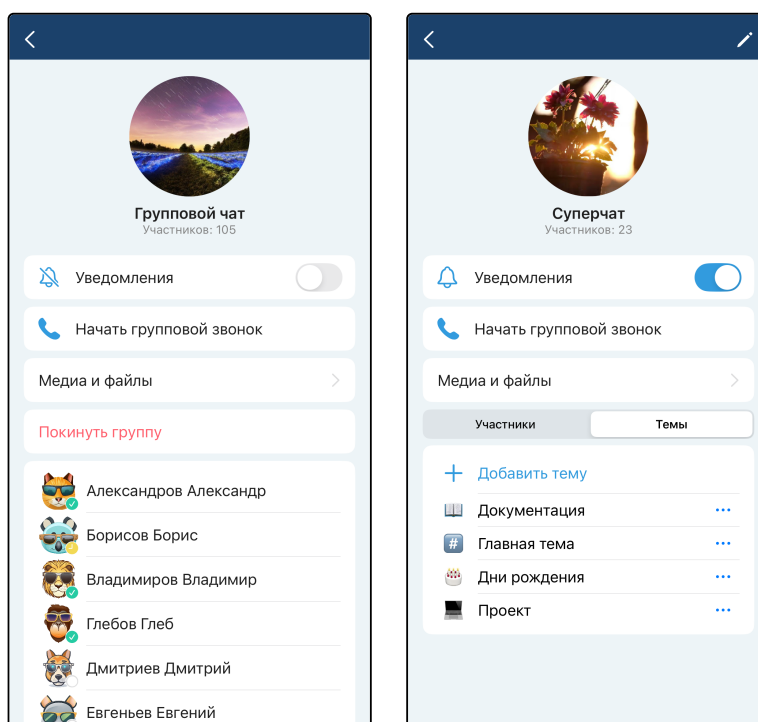 Групповой чат
Участников: 105
Уведомления
Начать групповой звонок
Медиа и файлы
Покинуть группу
Александров Александр
Борисов Борис
Владимиров Владимир
Глебов Глеб
Дмитриев Дмитрий
Евгеньев Евгений
Суперчат
Участников: 23
Уведомления
Начать групповой звонок
Медиа и файлы
Участники Темы
Добавить тему
Документация
# Главная тема
Дни рождения
Проект